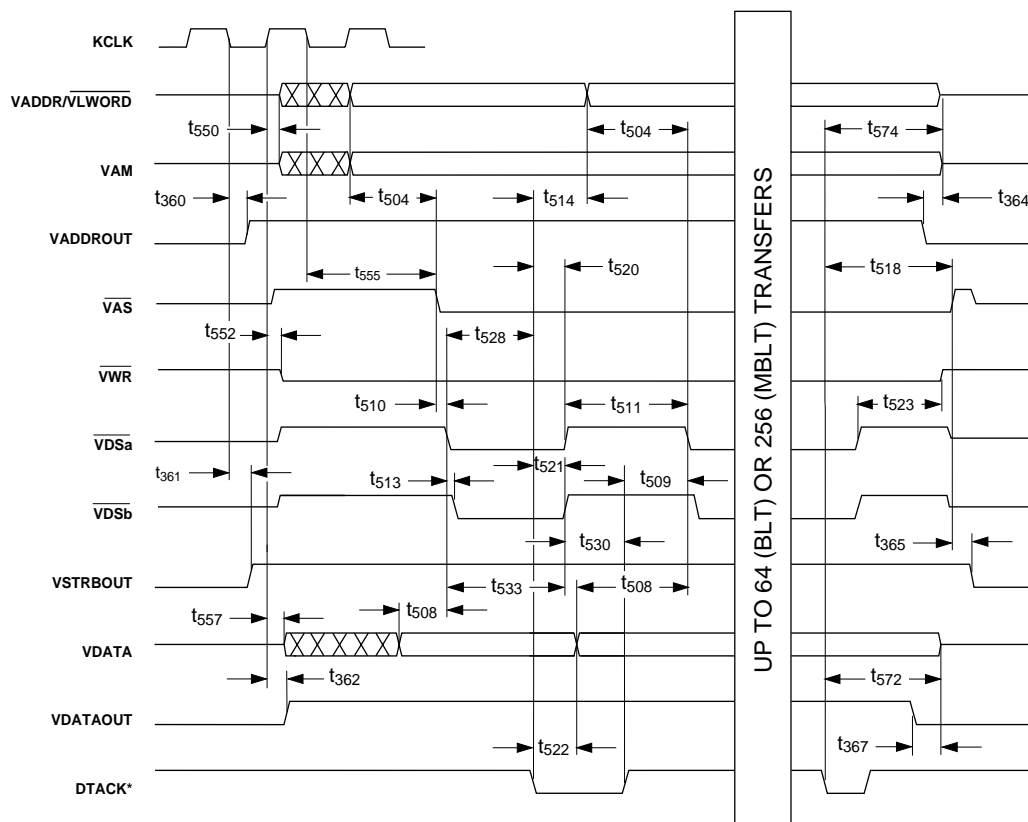 KCLK
VADDR/VLWORD
t550
t504
t574
VAM
t360
t504
t514
t364
VADDROUT
t555
t520
t518
VAS
t552
t528
VWR
t510
t511
t523
VDSa
t361
t513
t521
t509
VDSb
t530
t365
VSTRBOUT
t533
t508
t557
t508
VDATA
t362
t572
VDATAOUT
t522
t367
DTACK*
UP TO 64 (BLT) OR 256 (MBLT) TRANSFERS